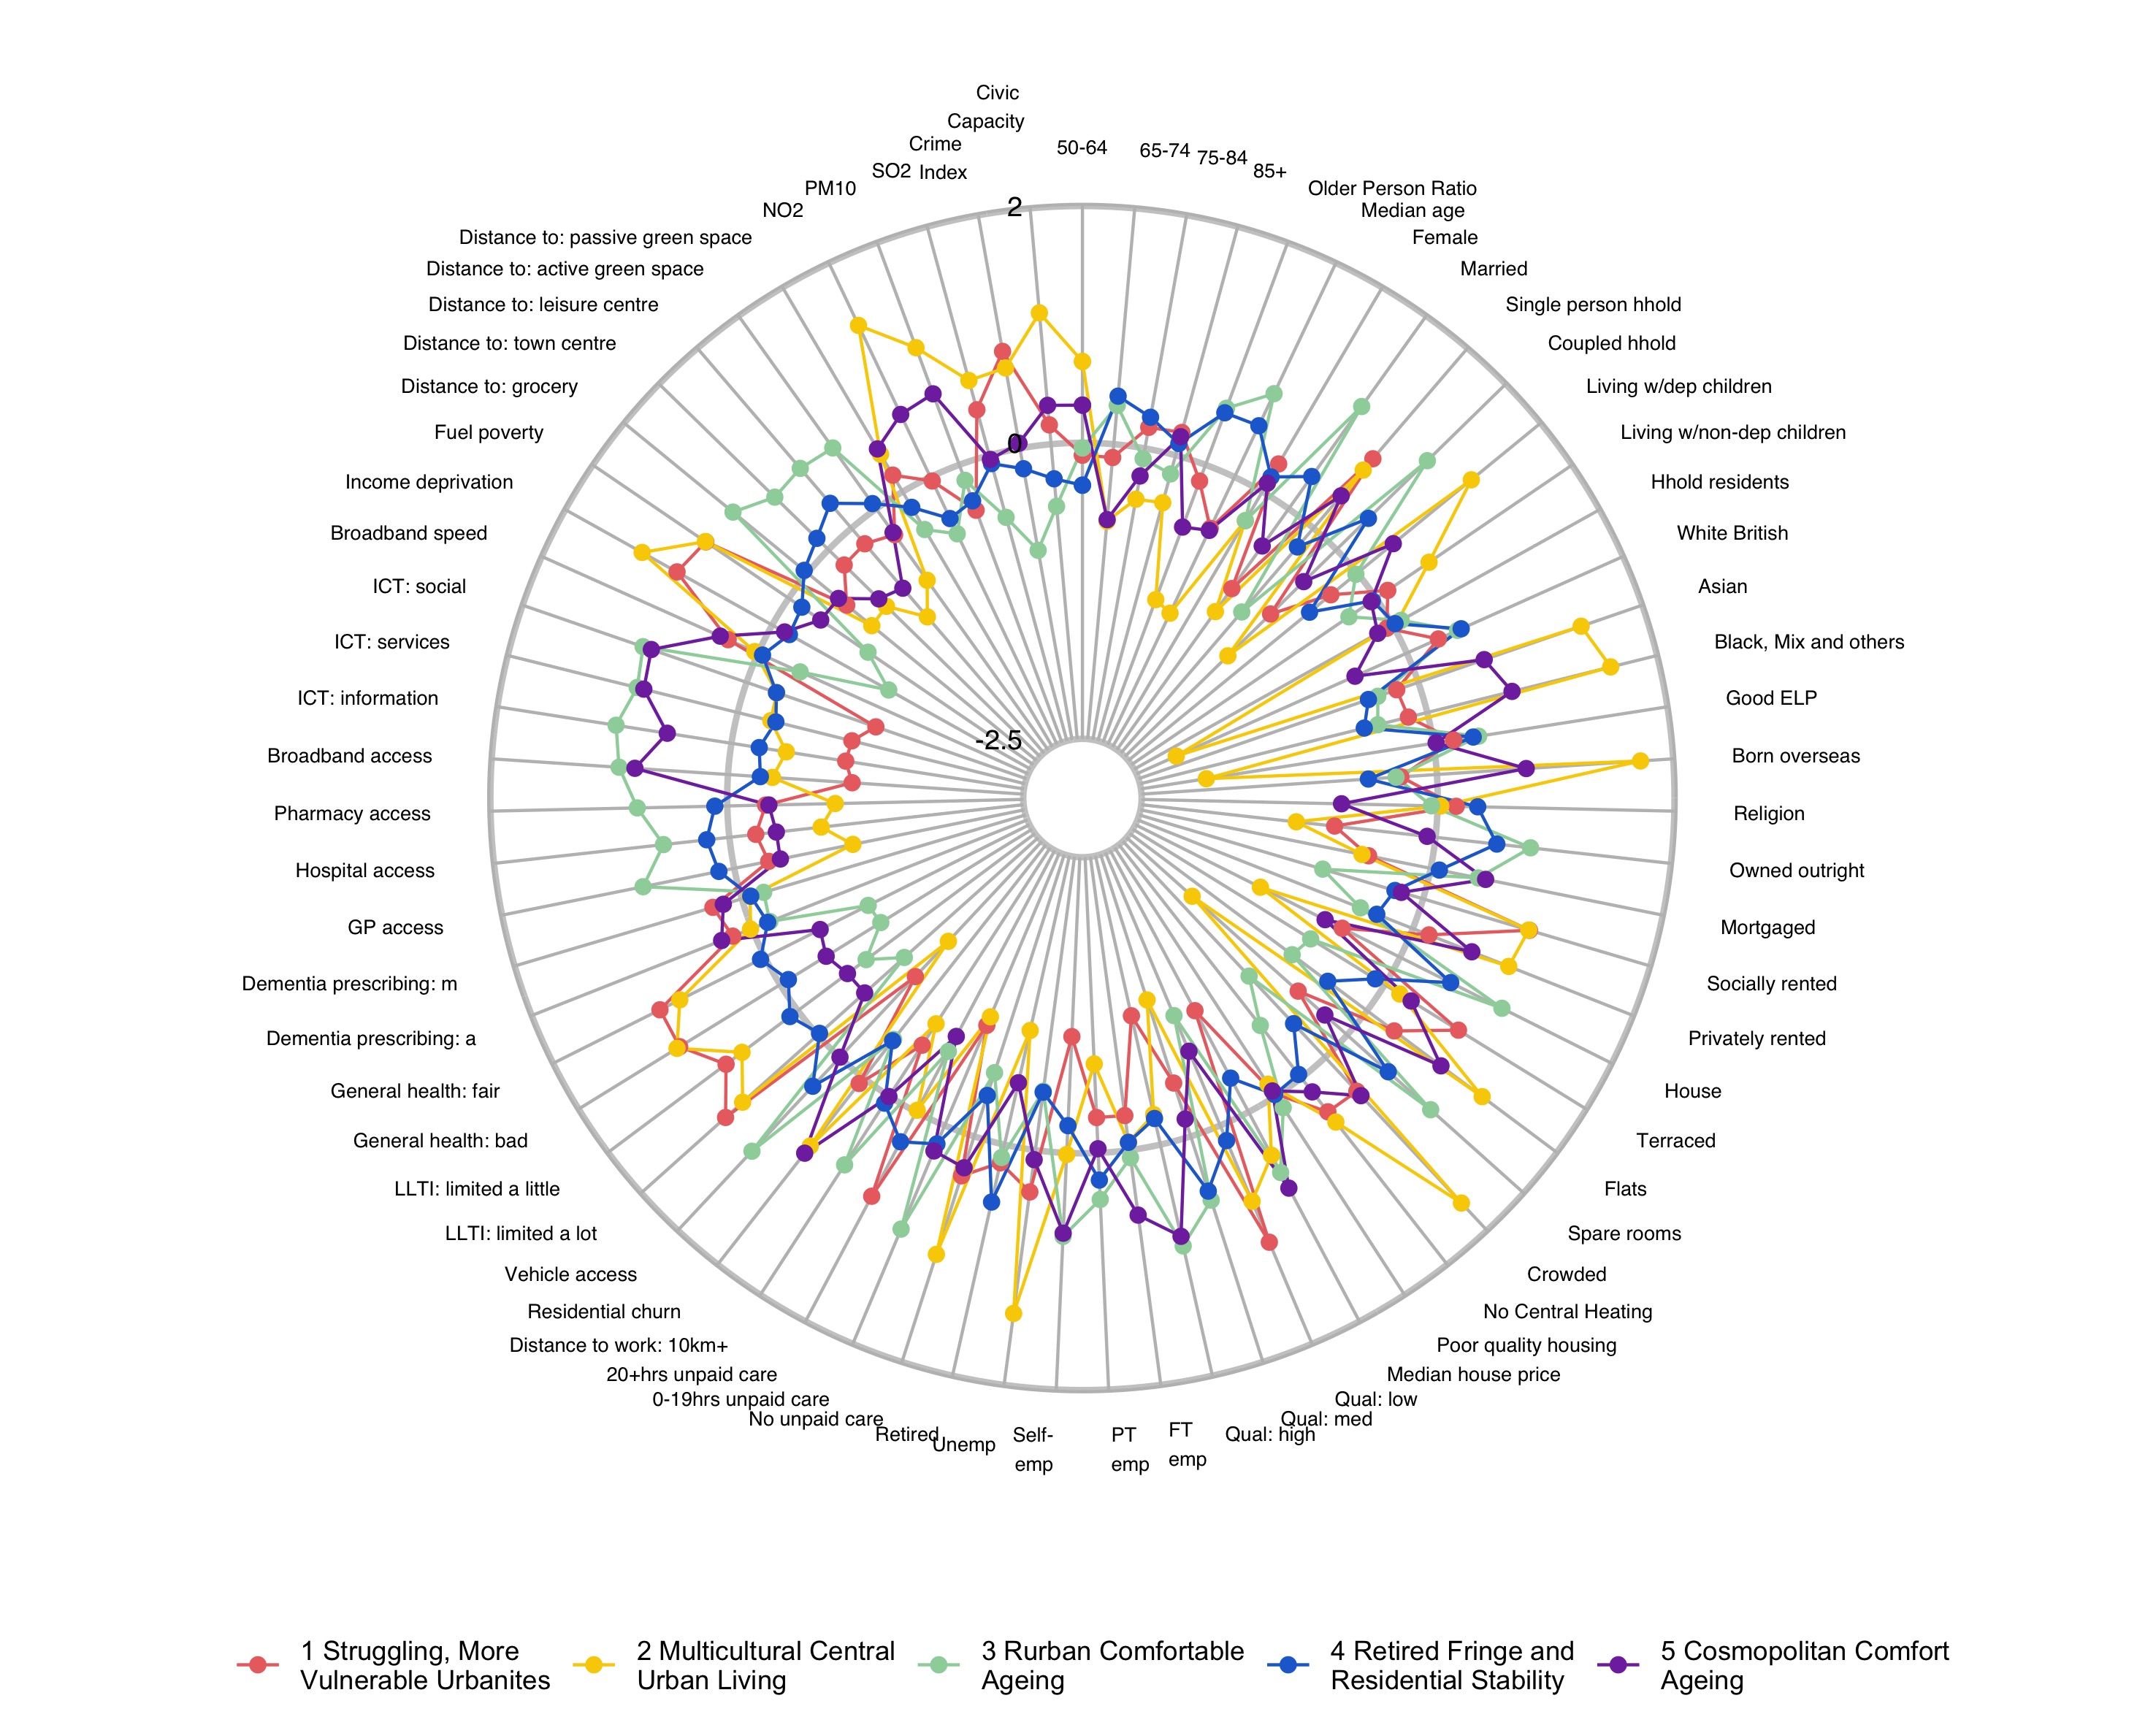 Civic
Capacity
Crime
Index
SO2
PM10
NO2
Distance to: passive green space
Distance to: active green space
Distance to: leisure centre
Distance to: town centre
Distance to: grocery
Fuel poverty
Income deprivation
Broadband speed
ICT: social
ICT: services
ICT: information
Broadband access
Pharmacy access
Hospital access
GP access
Dementia prescribing: m
Dementia prescribing: a
General health: fair
General health: bad
LLTI: limited a little
LLTI: limited a lot
Vehicle access
Residential churn
Distance to work: 10km+
20+hrs unpaid care
0-19hrs unpaid care
No unpaid care
Retired
Unemp
Self-
emp
PT
emp
FT
emp
Qual: high
Qual: med
Qual: low
Median house price
Poor quality housing
No Central Heating
Crowded
Spare rooms
Flats
Terraced
House
Privately rented
Socially rented
Mortgaged
Owned outright
Religion
Born overseas
Good ELP
Black, Mix and others
Asian
White British
Hhold residents
Living w/non-dep children
Living w/dep children
Coupled hhold
Single person hhold
Married
Female
Median age
Older Person Ratio
85+
75-84
65-74
50-64
2
0
-2.5
1 Struggling, More
Vulnerable Urbanites
2 Multicultural Central
Urban Living
3 Rurban Comfortable
Ageing
4 Retired Fringe and
Residential Stability
5 Cosmopolitan Comfort
Ageing